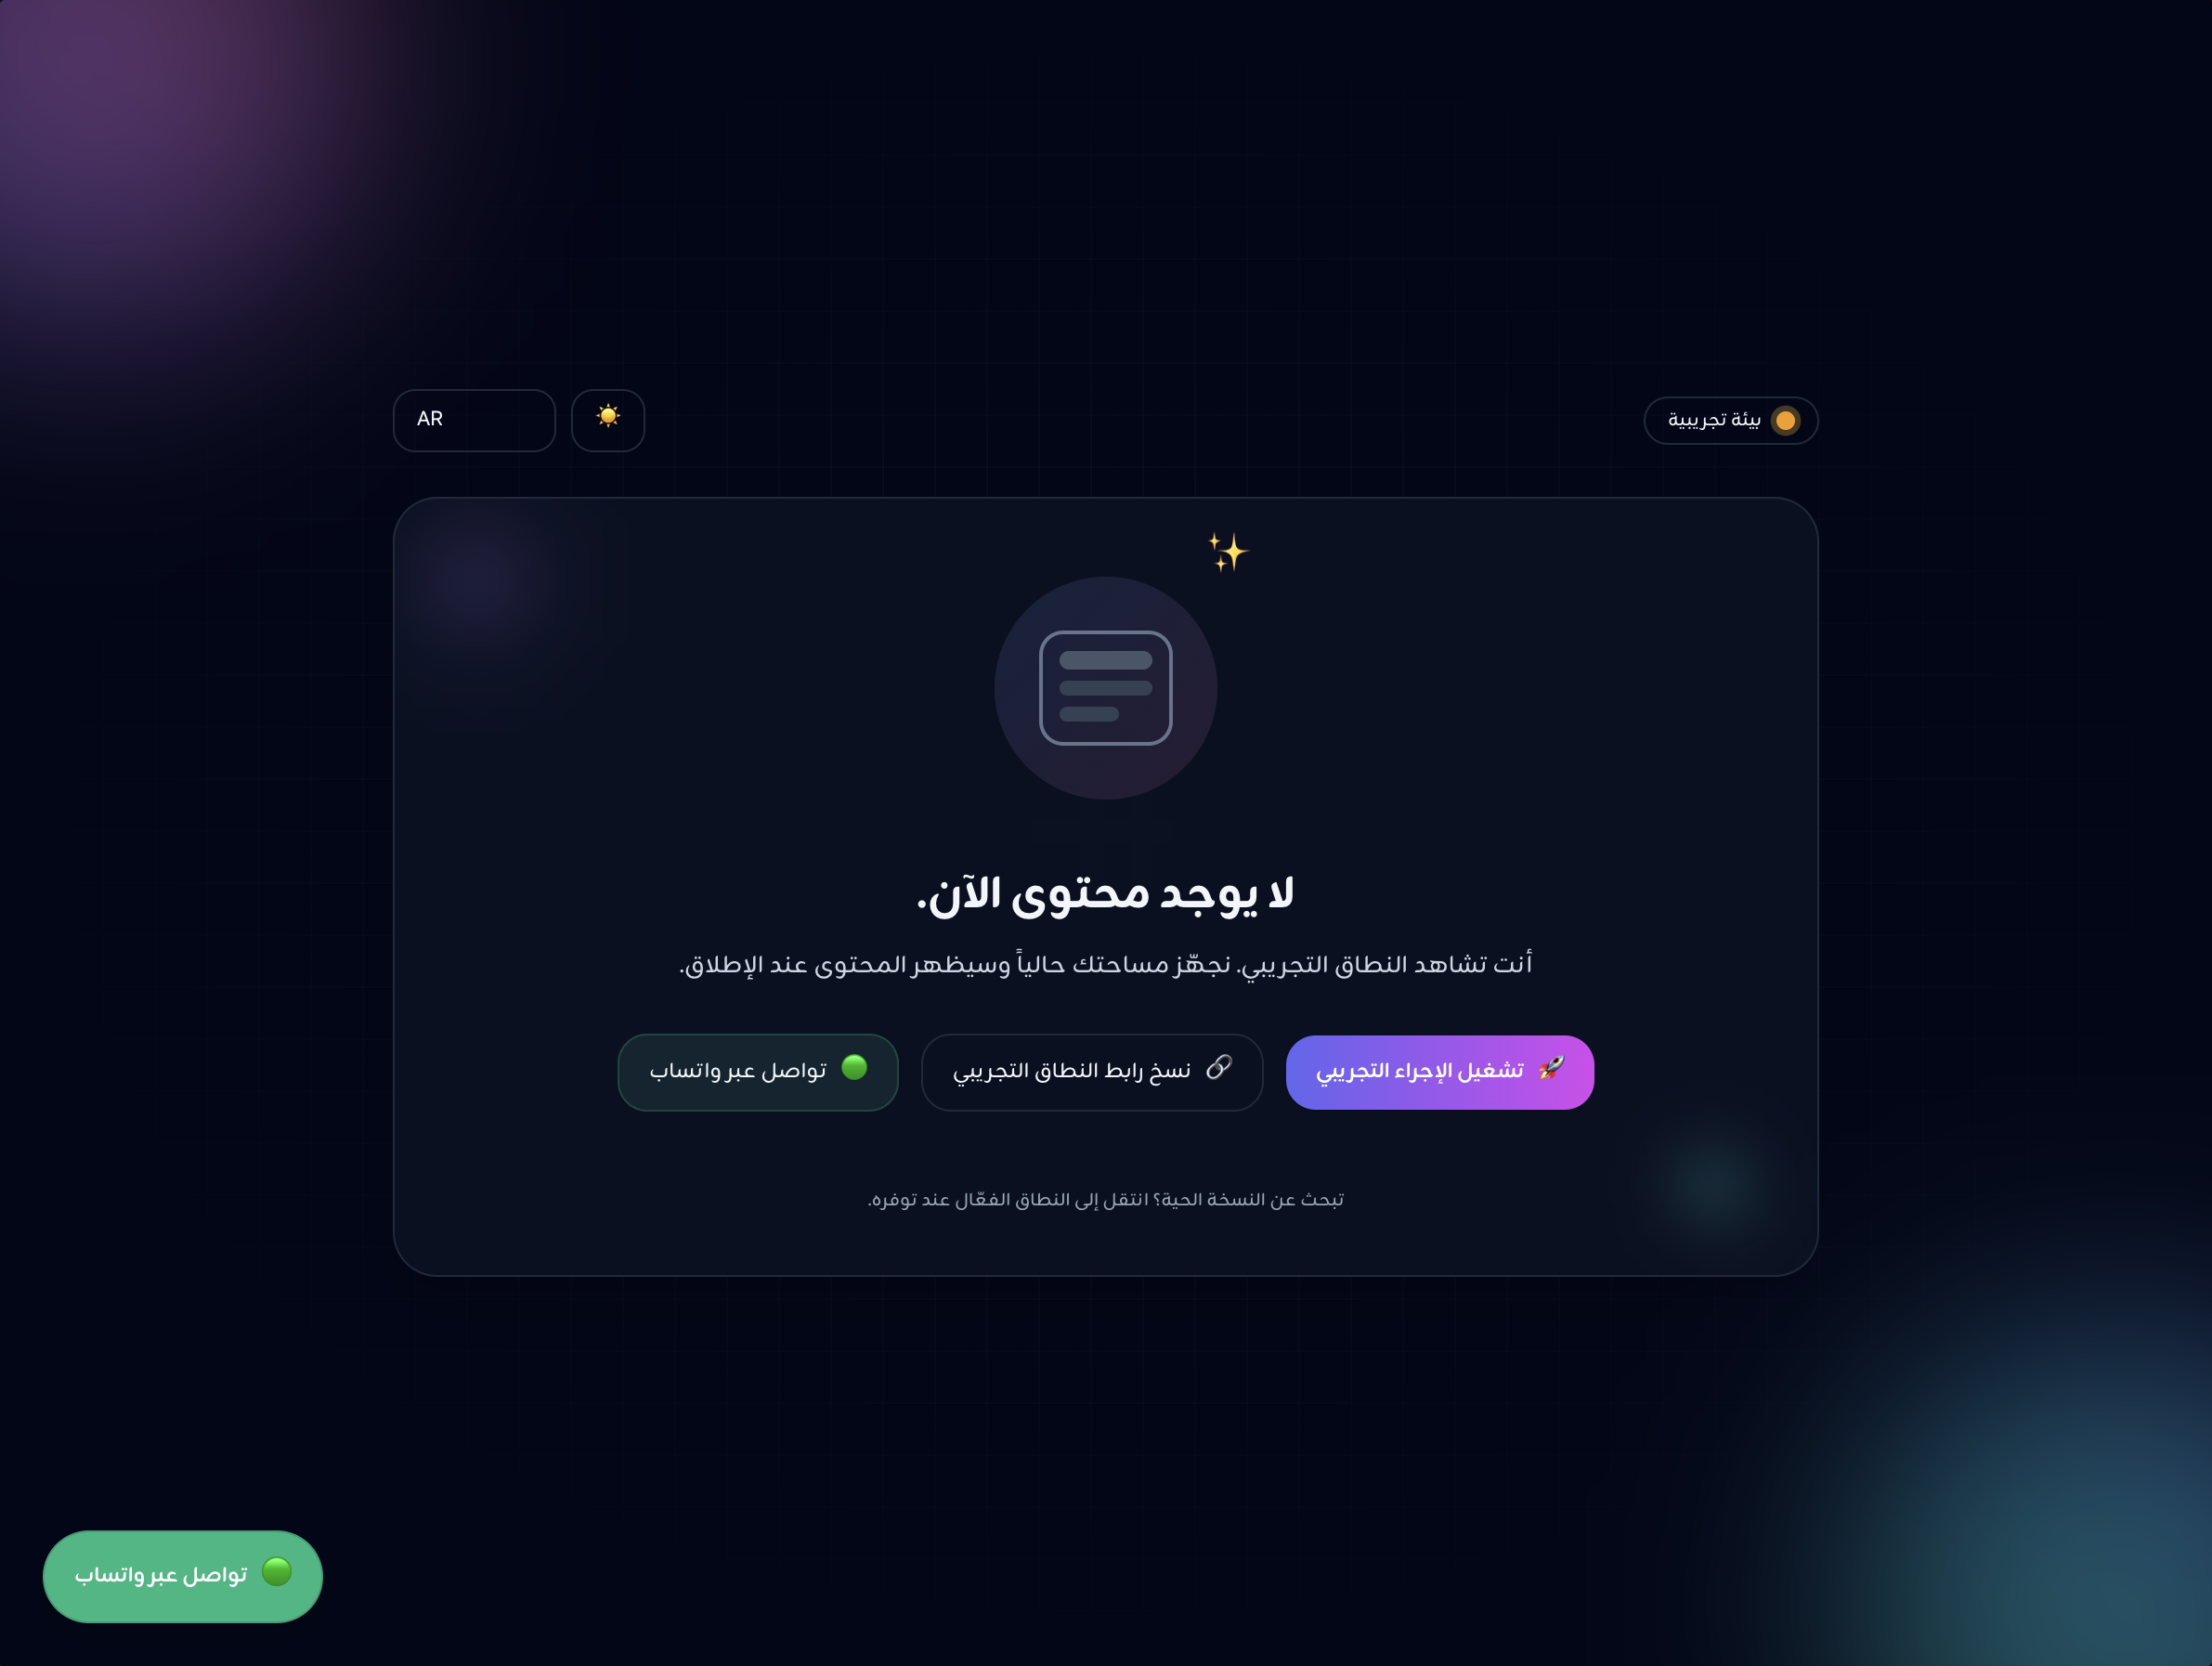 بيئة تجريبية
AR
لا يوجد محتوى الآن.
أنت تشاهد النطاق التجريبي. نجهّز مساحتك حالياً وسيظهر المحتوى عند الإطلاق.
تشغيل الإجراء التجريبي
نسخ رابط النطاق التجريبي
تواصل عبر واتساب
تبحث عن النسخة الحية؟ انتقل إلى النطاق الفعّال عند توفره.
تواصل عبر واتساب